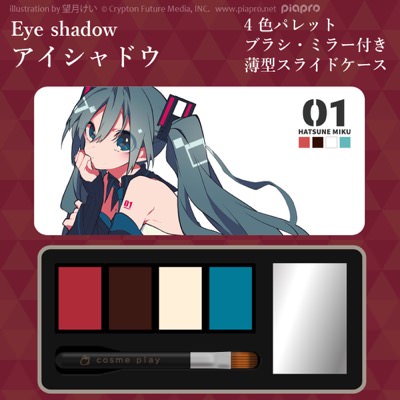 illustration by 望月けい © Crypton Future Media, INC. www.piapro.net piapro
Eye shadow
アイシャドウ
4色パレット
ブラシ・ミラー付き
薄型スライドケース
01
HATSUNE MIKU
01
cosme play